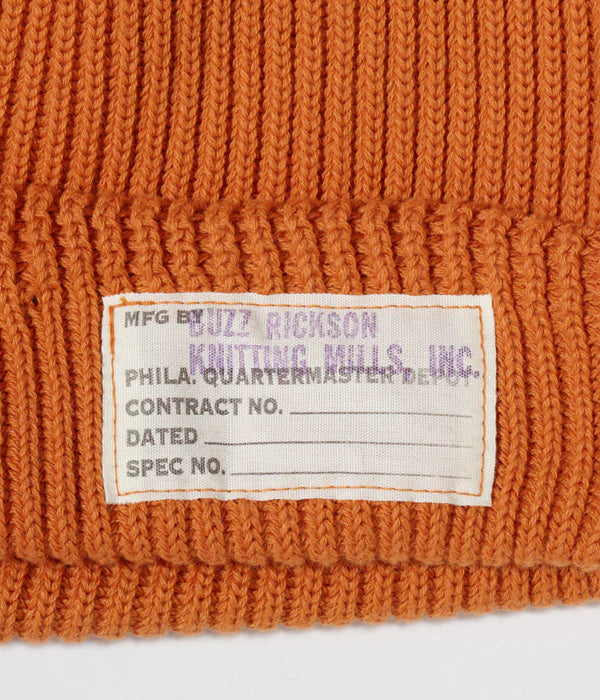 MFG BY BUZZ RICKSON
KNITTING MILLS, INC.
PHILA. QUARTERMASTER DEPOT
CONTRACT NO.
DATED
SPEC NO.